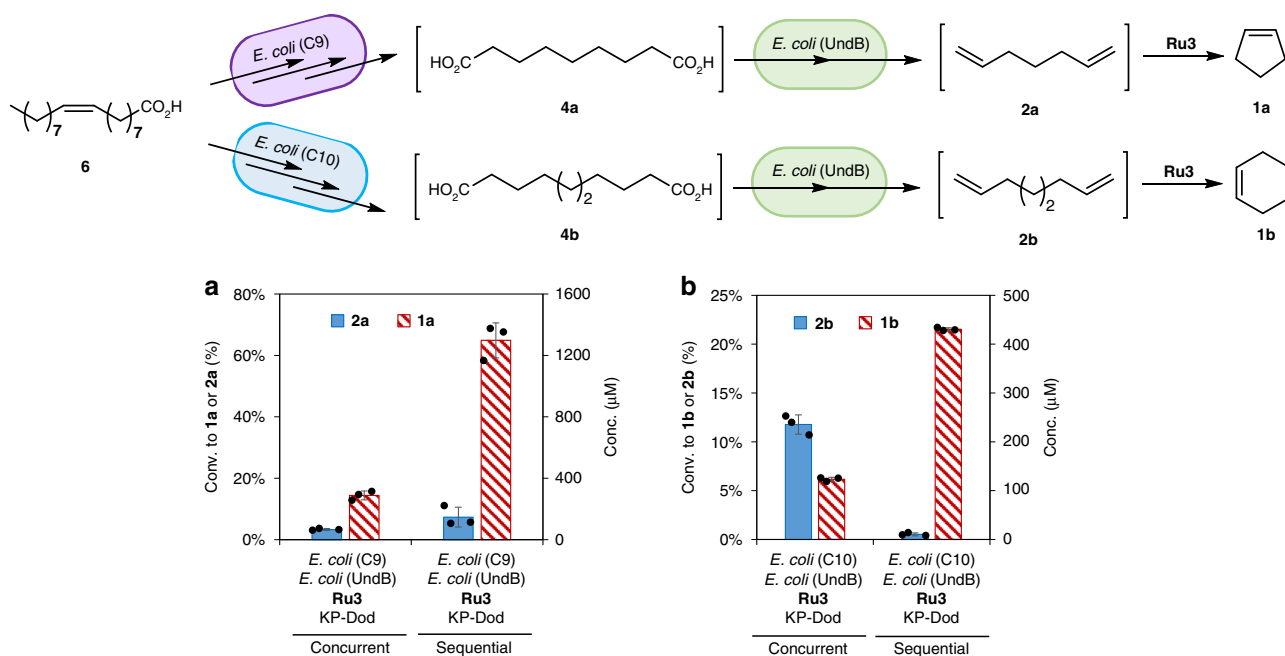 E. coli (C9)
HO₂C
CO₂H
4a
E. coli (UndB)
2a
Ru3
1a
CO₂H
7
7
6
E. coli (C10)
HO₂C
2
CO₂H
4b
E. coli (UndB)
2
2b
Ru3
1b
a
Conv. to 1a or 2a (%)
80%
60%
40%
20%
0%
2a
1a
1600
1200
800
400
0
Conc. (μM)
E. coli (C9)
E. coli (UndB)
Ru3
KP-Dod
Concurrent
E. coli (C9)
E. coli (UndB)
Ru3
KP-Dod
Sequential
b
Conv. to 1b or 2b (%)
25%
20%
15%
10%
5%
0%
2b
1b
500
400
300
200
100
0
Conc. (μM)
E. coli (C10)
E. coli (UndB)
Ru3
KP-Dod
Concurrent
E. coli (C10)
E. coli (UndB)
Ru3
KP-Dod
Sequential